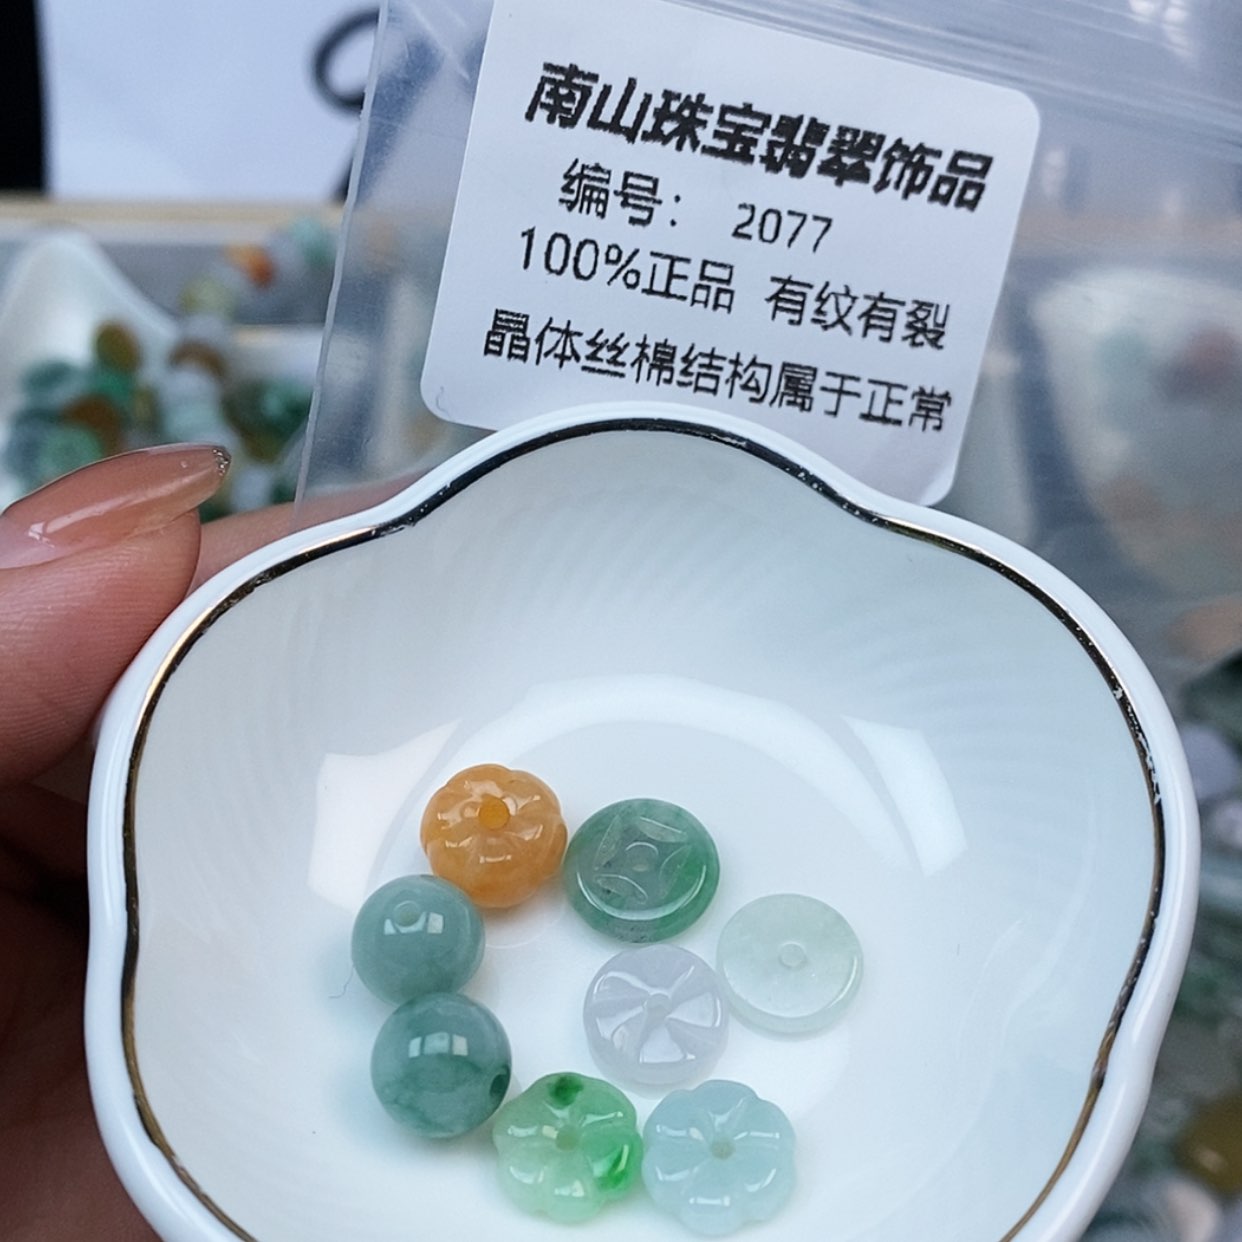 南山珠宝翡翠饰品
编号： 2077
100%正品 有纹有裂
晶体丝棉结构属于正常